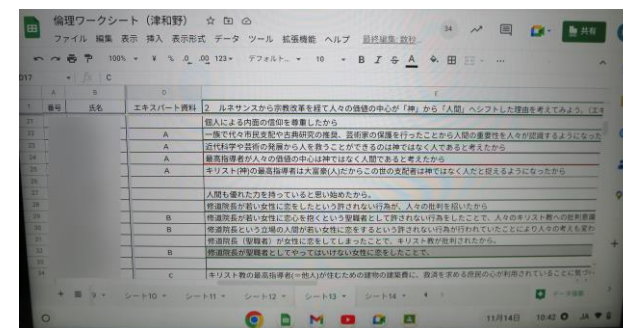 倫理ワークシート（津和野）
34
共有
ファイル 編集 表示 挿入 表示形式 データ ツール 拡張機能 ヘルプ 最終編集: 数秒...
100% ¥ % .0 .00 123 デフォルト... 10 B I S A
D17 fx C
A B D E
番号 氏名 エキスパート資料 2 ルネサンスから宗教改革を経て人々の価値の中心が「神」から「人間」へシフトした理由を考えてみよう。（エキ
個人による内面の信仰を尊重したから
A 一族で代々市民支配や古典研究の推奨、芸術家の保護を行ったことから人間の重要性を人々が認識するようになった
A 近代科学や芸術の発展から人を救うことができるのは神ではなく人であると考えたから
A 最高指導者が人々の価値の中心は神ではなく人間であると考えたから
A キリスト(神)の最高指導者は大富豪(人)だからこの世の支配者は神ではなく人だと捉えるようになったから
人間も優れた力を持っていると思い始めたから。
修道院長が若い女性に恋をしたという許されない行為が、人々の批判を招いたから
B 修道院長が若い女性に恋心を抱くという聖職者として許されない行為をしたことで、人々のキリスト教への批判意識
B 修道院長という立場の人間が若い女性に恋をするという許されない行為が行われていたことにより人々の考えも変わ
修道院長（聖職者）が女性に恋をしてしまったことで、キリスト教が批判されたから。
B 修道院長が聖職者としてやってはいけない女性に恋をしたことで、
C キリスト教の最高指導者(=他人)が住むための建物の建築費に、救済を求める庶民の心が利用されていることに気づ
シート10 シート11 シート12 シート13 シート14
11月14日 10:42 JA